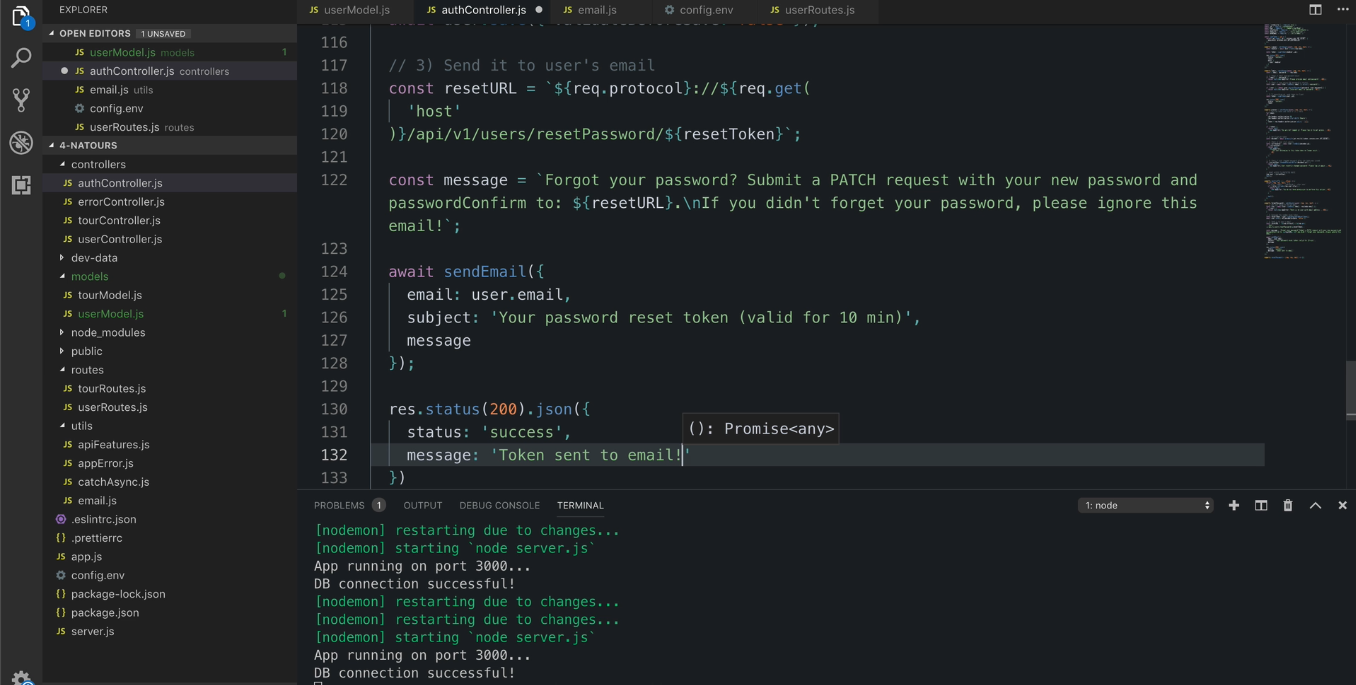 1
EXPLORER
OPEN EDITORS 1 UNSAVED
JS userModel.js models 1
JS authController.js controllers
JS email.js utils
config.env
JS userRoutes.js routes
4-NATOURS
controllers
JS authController.js
JS errorController.js
JS tourController.js
JS userController.js
dev-data
models
JS tourModel.js
JS userModel.js 1
node_modules
public
routes
JS tourRoutes.js
JS userRoutes.js
utils
JS apiFeatures.js
JS appError.js
JS catchAsync.js
JS email.js
.eslintrc.json
{} .prettierrc
JS app.js
config.env
{} package-lock.json
{} package.json
JS server.js
JS userModel.js JS authController.js JS email.js config.env JS userRoutes.js
116
117 // 3) Send it to user's email
118 const resetURL = `${req.protocol}://${req.get(
119 'host'
120 )}/api/v1/users/resetPassword/${resetToken}`;
121
122 const message = `Forgot your password? Submit a PATCH request with your new password and
passwordConfirm to: ${resetURL}.\nIf you didn't forget your password, please ignore this
email!`;
123
124 await sendEmail({
125 email: user.email,
126 subject: 'Your password reset token (valid for 10 min)',
127 message
128 });
129
130 res.status(200).json({
131 status: 'success',
(): Promise<any>
132 message: 'Token sent to email!'
133 })
PROBLEMS 1 OUTPUT DEBUG CONSOLE TERMINAL 1: node
[nodemon] restarting due to changes...
[nodemon] starting `node server.js`
App running on port 3000...
DB connection successful!
[nodemon] restarting due to changes...
[nodemon] restarting due to changes...
[nodemon] starting `node server.js`
App running on port 3000...
DB connection successful!